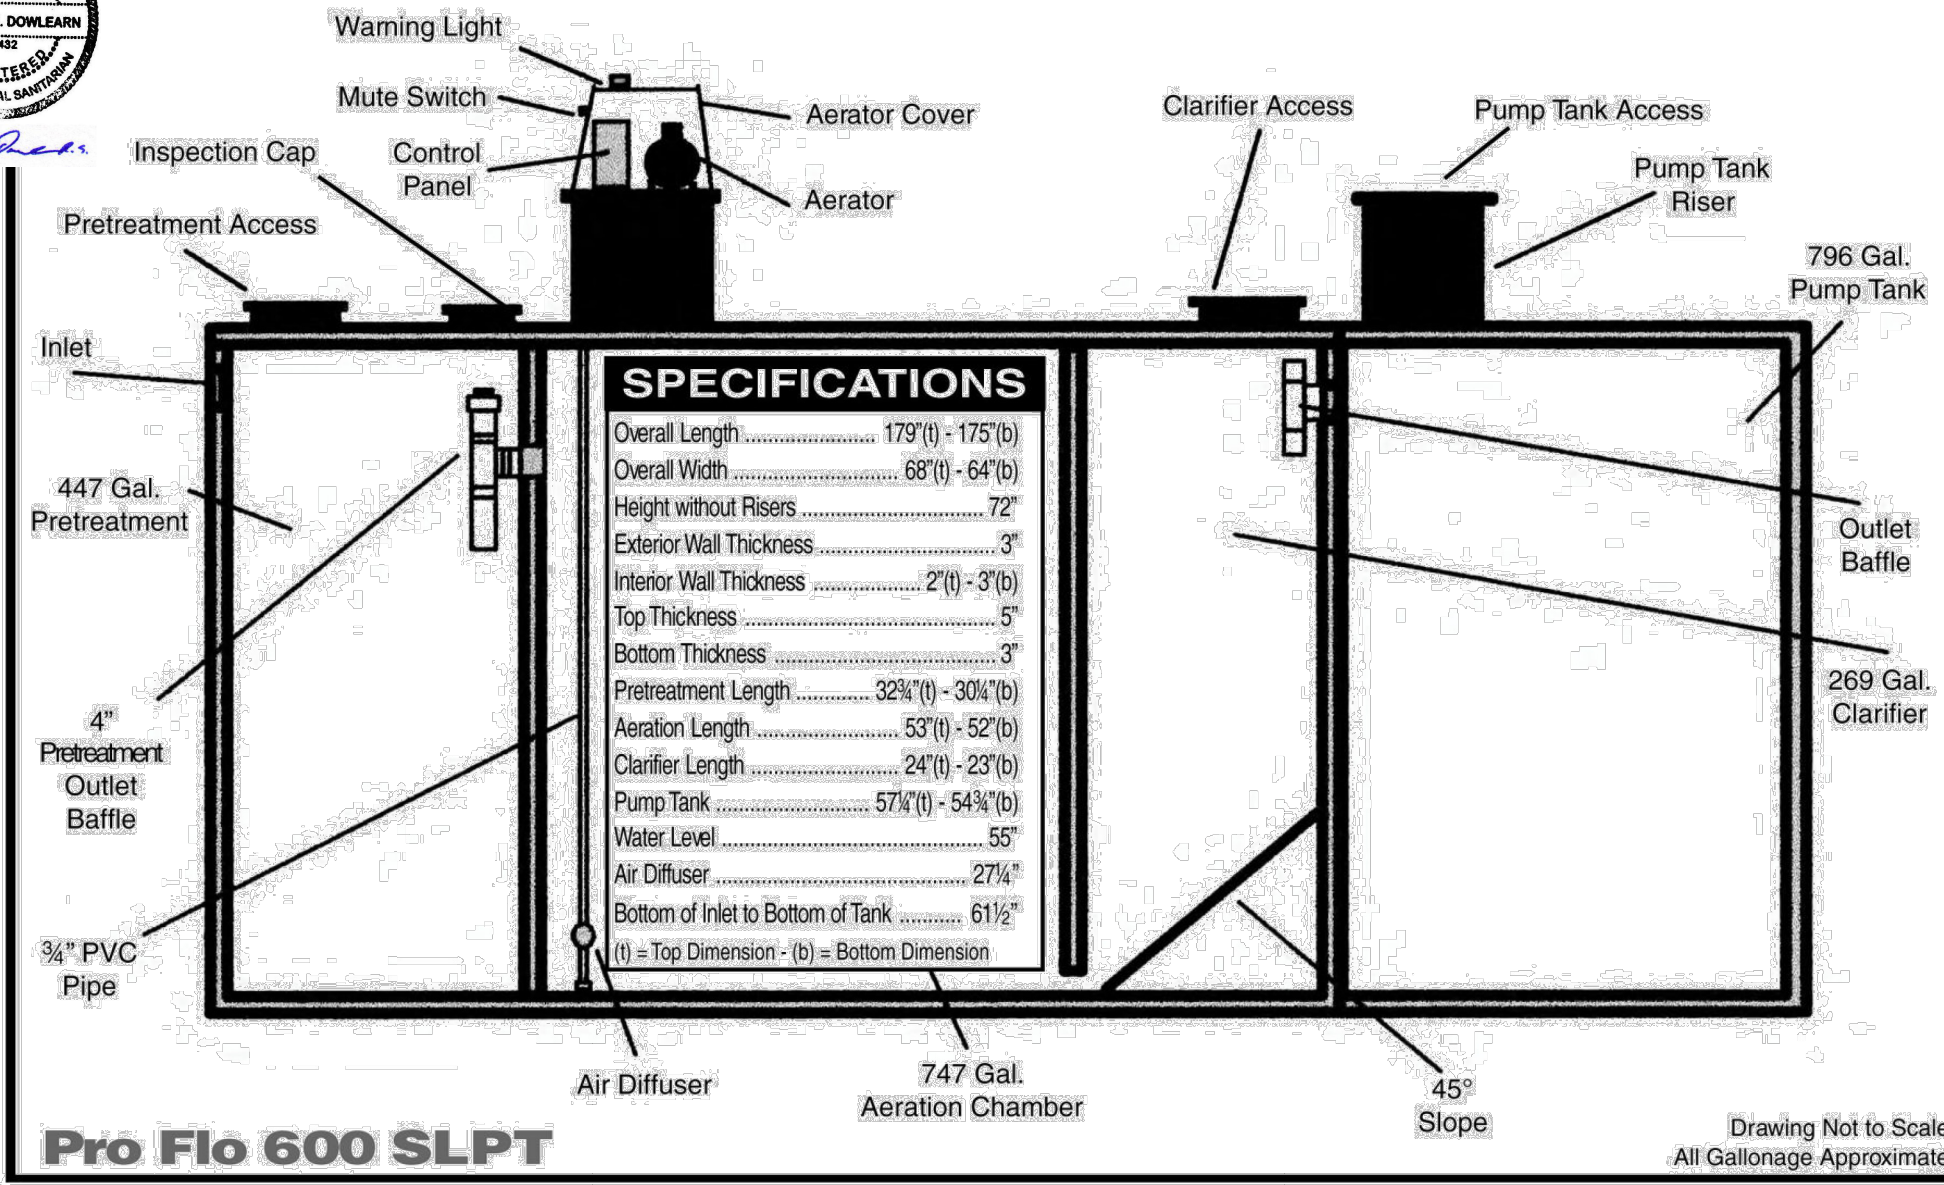 . DOWLEARN
432
TERED
AL SANITARIAN
Warning Light
Mute Switch
Control
Panel
Inspection Cap
Pretreatment Access
Inlet
447 Gal.
Pretreatment
4”
Pretreatment
Outlet
Baffle
¾” PVC
Pipe
Aerator Cover
Aerator
Clarifier Access
Pump Tank Access
Pump Tank
Riser
796 Gal.
Pump Tank
Outlet
Baffle
269 Gal.
Clarifier
SPECIFICATIONS
Overall Length ...................... 179”(t) - 175”(b)
Overall Width ............................ 68”(t) - 64”(b)
Height without Risers ............................... 72”
Exterior Wall Thickness .............................. 3”
Interior Wall Thickness ................... 2”(t) - 3”(b)
Top Thickness ........................................... 5”
Bottom Thickness ...................................... 3”
Pretreatment Length ............. 32¾”(t) - 30¼”(b)
Aeration Length ........................ 53”(t) - 52”(b)
Clarifier Length ......................... 24”(t) - 23”(b)
Pump Tank .......................... 57¼”(t) - 54¾”(b)
Water Level ............................................. 55”
Air Diffuser ........................................... 27¼”
Bottom of Inlet to Bottom of Tank ........... 61½”
(t) = Top Dimension - (b) = Bottom Dimension
Air Diffuser
747 Gal.
Aeration Chamber
45°
Slope
Pro Flo 600 SLPT
Drawing Not to Scale
All Gallonage Approximate